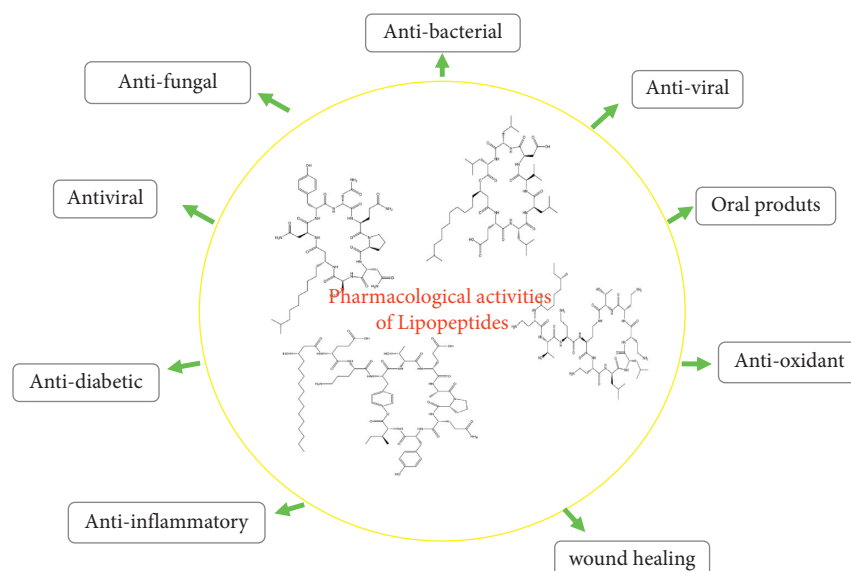 Anti-bacterial
Anti-fungal
Anti-viral
Antiviral
Oral produts
Pharmacological activities
of Lipopeptides
Anti-diabetic
Anti-oxidant
Anti-inflammatory
wound healing